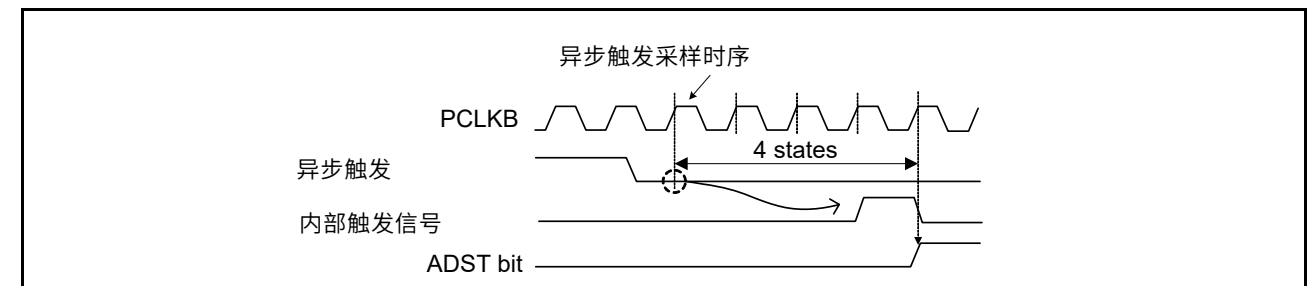 异步触发采样时序
PCLKB
4 states
异步触发
内部触发信号
ADST bit